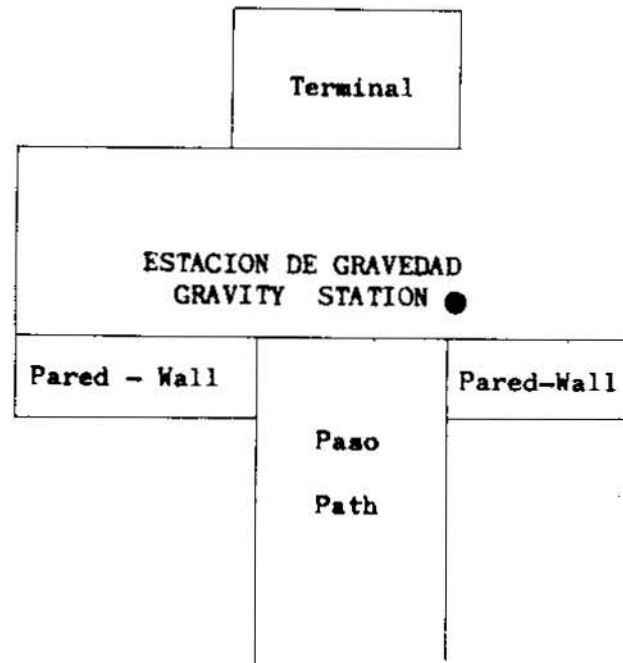 Terminal
ESTACION DE GRAVEDAD
GRAVITY STATION
Pared - Wall
Pared-Wall
Paso
Path